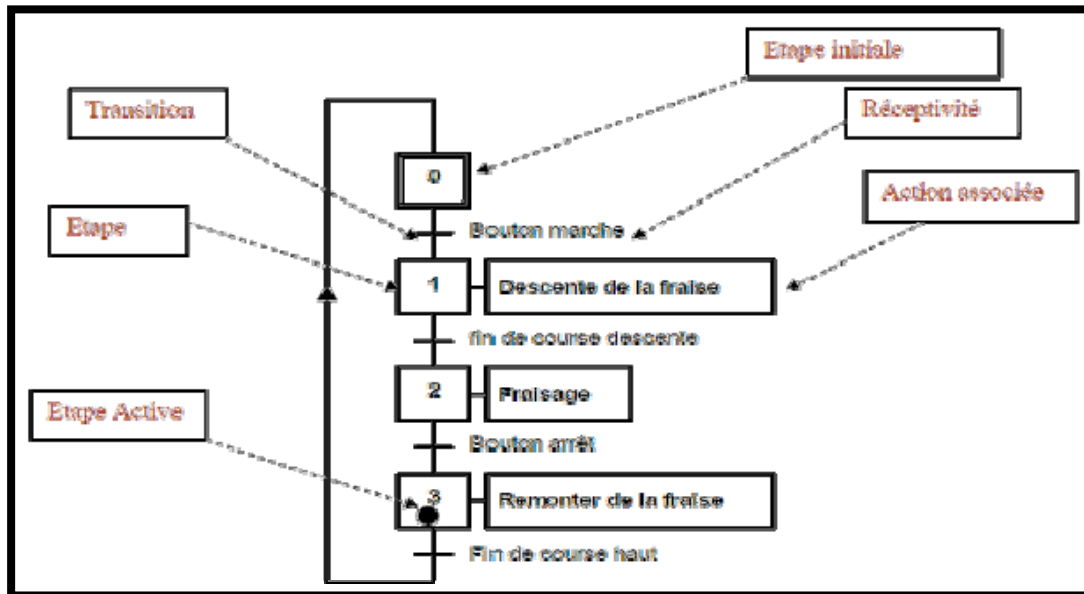 Etape initiale
Transition
Réceptivité
0
Action associée
Etape
Bouton marche
1
Descente de la fraise
fin de course descente
2
Fraisage
Etape Active
Bouton arrêt
3
Remonter de la fraise
Fin de course haut